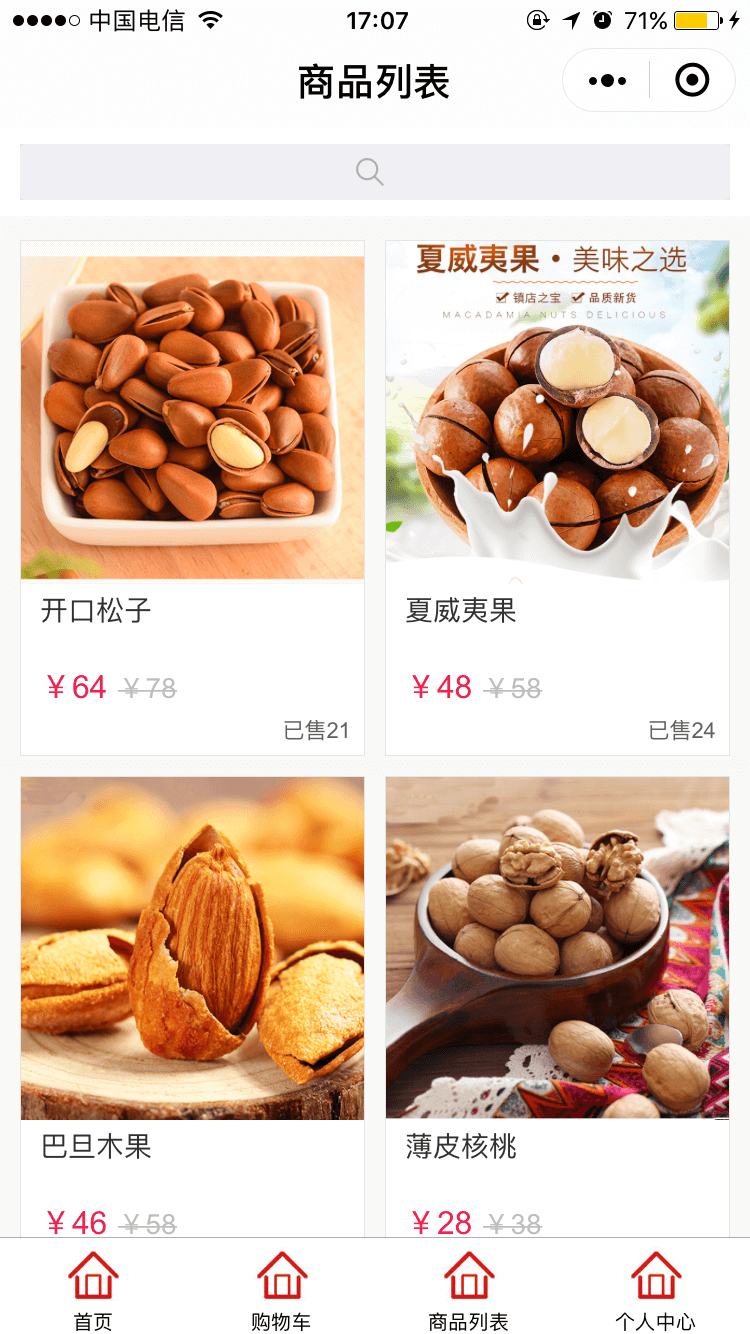 中国电信 17:07 71%
商品列表
夏威夷果·美味之选
镇店之宝 品质新货
MACADAMIA NUTS DELICIOUS
开口松子
¥64 ¥78
已售21
夏威夷果
¥48 ¥58
已售24
巴旦木果
¥46 ¥58
薄皮核桃
¥28 ¥38
首页 购物车 商品列表 个人中心